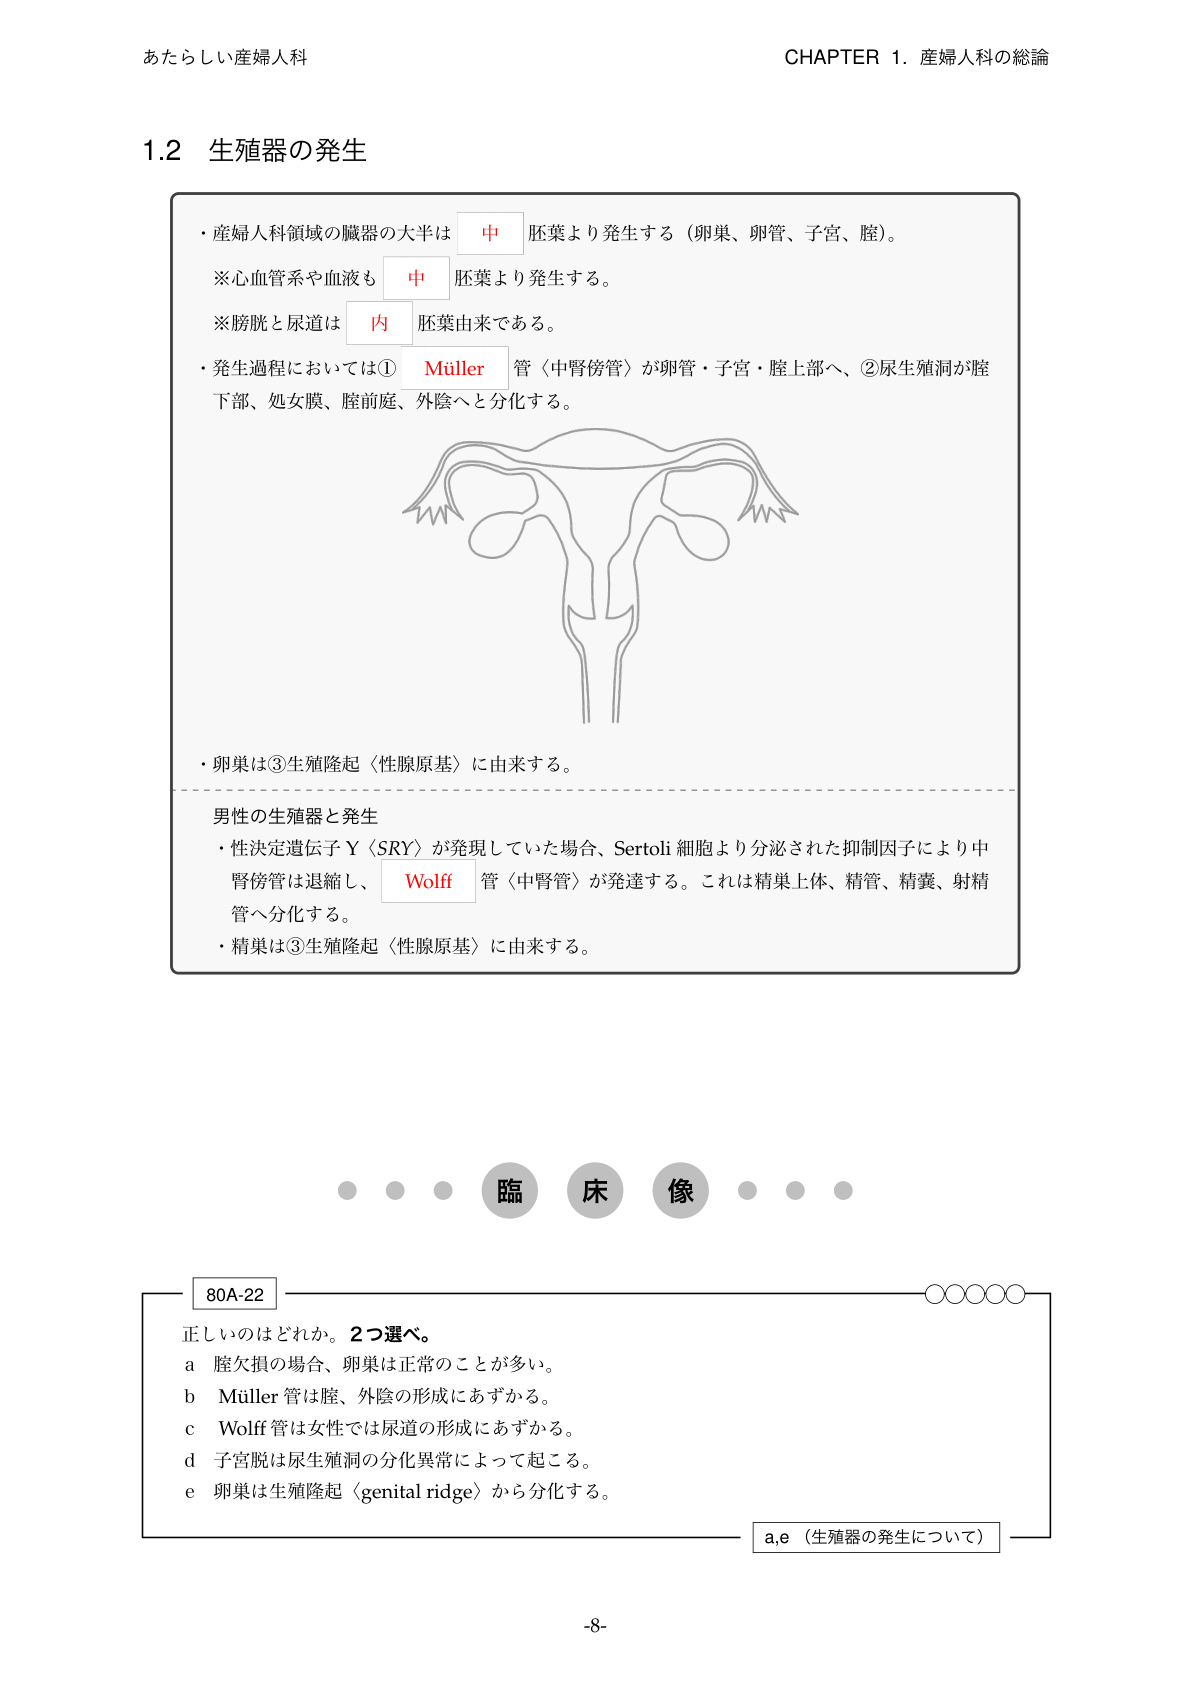 あたらしい産婦人科
CHAPTER 1. 産婦人科の総論
1.2 生殖器の発生
・産婦人科領域の臓器の大半は 中 胚葉より発生する（卵巣、卵管、子宮、腟）。
※心血管系や血液も 中 胚葉より発生する。
※膀胱と尿道は 内 胚葉由来である。
・発生過程においては① Müller 管〈中腎傍管〉が卵管・子宮・腟上部へ、②尿生殖洞が腟
下部、処女膜、腟前庭、外陰へと分化する。
・卵巣は③生殖隆起〈性腺原基〉に由来する。
男性の生殖器と発生
・性決定遺伝子 Y〈SRY〉が発現していた場合、Sertoli 細胞より分泌された抑制因子により中
腎傍管は退縮し、 Wolff 管〈中腎管〉が発達する。これは精巣上体、精管、精囊、射精
管へ分化する。
・精巣は③生殖隆起〈性腺原基〉に由来する。
臨 床 像
80A-22
正しいのはどれか。2つ選べ。
a 腟欠損の場合、卵巣は正常のことが多い。
b Müller 管は腟、外陰の形成にあずかる。
c Wolff 管は女性では尿道の形成にあずかる。
d 子宮脱は尿生殖洞の分化異常によって起こる。
e 卵巣は生殖隆起〈genital ridge〉から分化する。
a,e （生殖器の発生について）
-8-